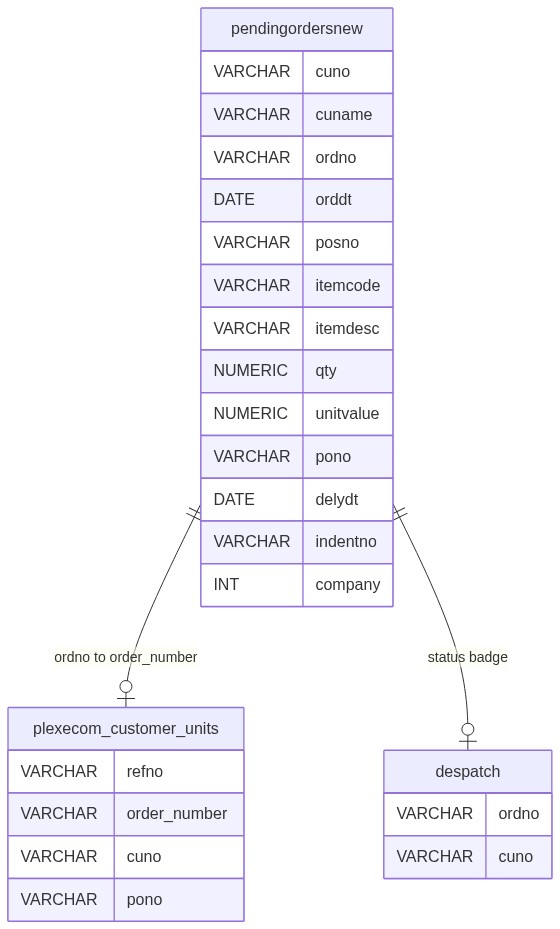 pendingordersnew
VARCHAR cuno
VARCHAR cuname
VARCHAR ordno
DATE orddt
VARCHAR posno
VARCHAR itemcode
VARCHAR itemdesc
NUMERIC qty
NUMERIC unitvalue
VARCHAR pono
DATE delydt
VARCHAR indentno
INT company
ordno to order_number
status badge
plexecom_customer_units
VARCHAR refno
VARCHAR order_number
VARCHAR cuno
VARCHAR pono
despatch
VARCHAR ordno
VARCHAR cuno